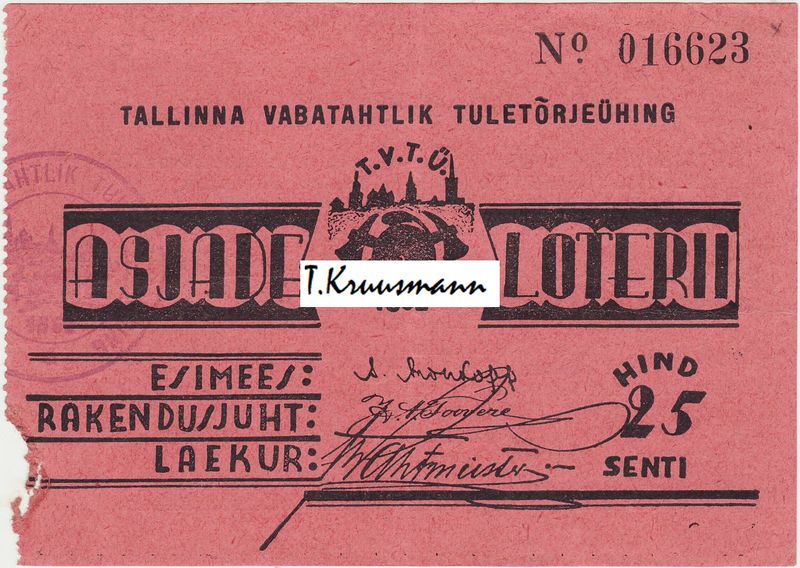 Nº 016623
TALLINNA VABATAHTLIK TULETÕRJEÜHING
T.V.T.Ü.
ASJADE LOTERII
T.Kruusmann
ESIMEES:
RAKENDUSJUHT:
LAEKUR:
HIND
25
SENTI